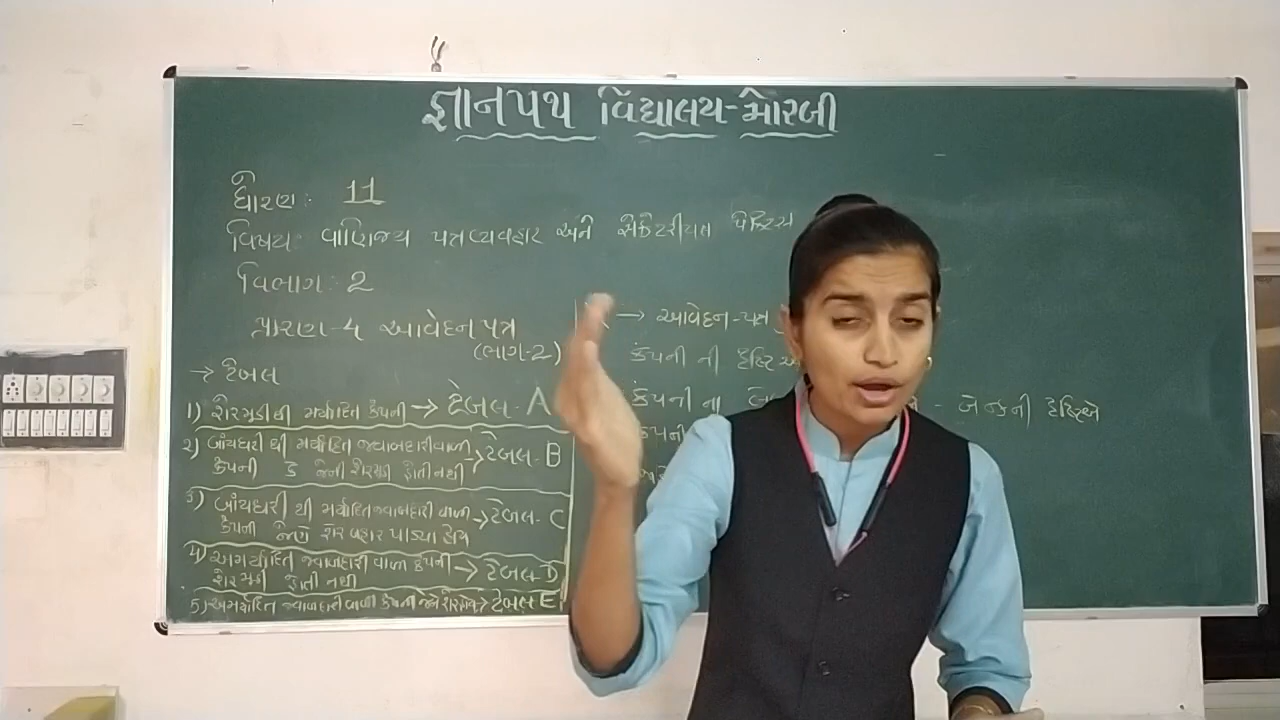 જ્ઞાનપથ વિદ્યાલય-મોરબી
ધોરણ: 11
વિષય: વાણિજ્ય પત્રવ્યવહાર અને સેક્રેટરીયલ પ્રેક્ટિસ
વિભાગ: 2
પ્રકરણ-4 આવેદનપત્ર
(ભાગ-2)
→ ટેબલ
1) શેરમૂડીથી મર્યાદિત કંપની → ટેબલ-A
2) બાંયધરીથી મર્યાદિત જવાબદારીવાળી
કંપની કે જેની શેરમૂડી હોતી નથી → ટેબલ-B
3) બાંયધરી થી મર્યાદિત જવાબદારી વાળી
કંપની જેણે શેર બહાર પાડ્યા હોય → ટેબલ-C
4) અમર્યાદિત જવાબદારી વાળી કંપની
શેરમૂડી હોતી નથી → ટેબલ-D
5) અમર્યાદિત જવાબદારીવાળી કંપની જેને → ટેબલ E
→ આવેદન-પત્ર
કંપની ની દ્રષ્ટિએ
કંપની ના - બેન્કની દ્રષ્ટિએ
કંપની